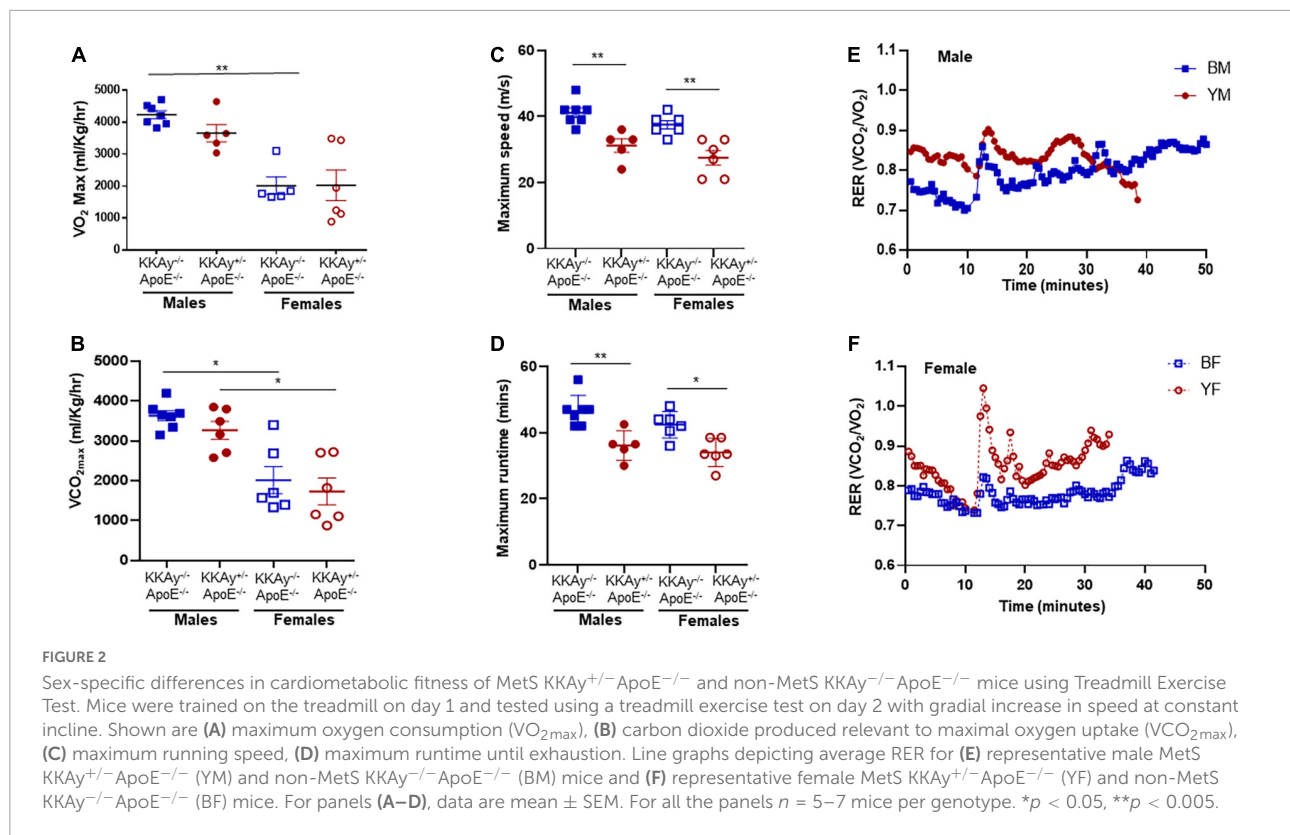 A
**
5000
4000
3000
2000
1000
0
VO2 Max (ml/Kg/hr)
KKAy-/- KKAy+/- KKAy-/- KKAy+/-
ApoE-/- ApoE-/- ApoE-/- ApoE-/-
Males Females
B
* *
5000
4000
3000
2000
1000
0
VCO2max (ml/Kg/hr)
KKAy-/- KKAy+/- KKAy-/- KKAy+/-
ApoE-/- ApoE-/- ApoE-/- ApoE-/-
Males Females
C
** **
60
40
20
0
Maximum speed (m/s)
KKAy-/- KKAy+/- KKAy-/- KKAy+/-
ApoE-/- ApoE-/- ApoE-/- ApoE-/-
Males Females
D
** *
60
40
20
0
Maximum runtime (mins)
KKAy-/- KKAy+/- KKAy-/- KKAy+/-
ApoE-/- ApoE-/- ApoE-/- ApoE-/-
Males Females
E
Male
BM
YM
1.1
1.0
0.9
0.8
0.7
0.6
RER (VCO2/VO2)
0 10 20 30 40 50
Time (minutes)
F
Female
BF
YF
1.1
1.0
0.9
0.8
0.7
0.6
RER (VCO2/VO2)
0 10 20 30 40 50
Time (minutes)
FIGURE 2
Sex-specific differences in cardiometabolic fitness of MetS KKAy+/−ApoE−/− and non-MetS KKAy−/−ApoE−/− mice using Treadmill Exercise
Test. Mice were trained on the treadmill on day 1 and tested using a treadmill exercise test on day 2 with gradial increase in speed at constant
incline. Shown are (A) maximum oxygen consumption (VO2max), (B) carbon dioxide produced relevant to maximal oxygen uptake (VCO2max),
(C) maximum running speed, (D) maximum runtime until exhaustion. Line graphs depicting average RER for (E) representative male MetS
KKAy+/−ApoE−/− (YM) and non-MetS KKAy−/−ApoE−/− (BM) mice and (F) representative female MetS KKAy+/−ApoE−/− (YF) and non-MetS
KKAy−/−ApoE−/− (BF) mice. For panels (A–D), data are mean ± SEM. For all the panels n = 5–7 mice per genotype. *p < 0.05, **p < 0.005.